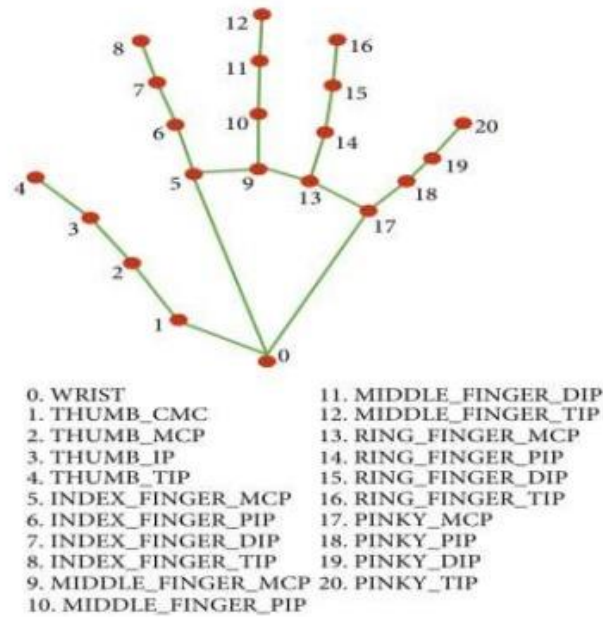 12
8
16
11
7
15
20
10
6
14
19
4
5
9
18
13
3
17
2
1
0
0. WRIST
1. THUMB_CMC
2. THUMB_MCP
3. THUMB_IP
4. THUMB_TIP
5. INDEX_FINGER_MCP
6. INDEX_FINGER_PIP
7. INDEX_FINGER_DIP
8. INDEX_FINGER_TIP
9. MIDDLE_FINGER_MCP
10. MIDDLE_FINGER_PIP
11. MIDDLE_FINGER_DIP
12. MIDDLE_FINGER_TIP
13. RING_FINGER_MCP
14. RING_FINGER_PIP
15. RING_FINGER_DIP
16. RING_FINGER_TIP
17. PINKY_MCP
18. PINKY_PIP
19. PINKY_DIP
20. PINKY_TIP